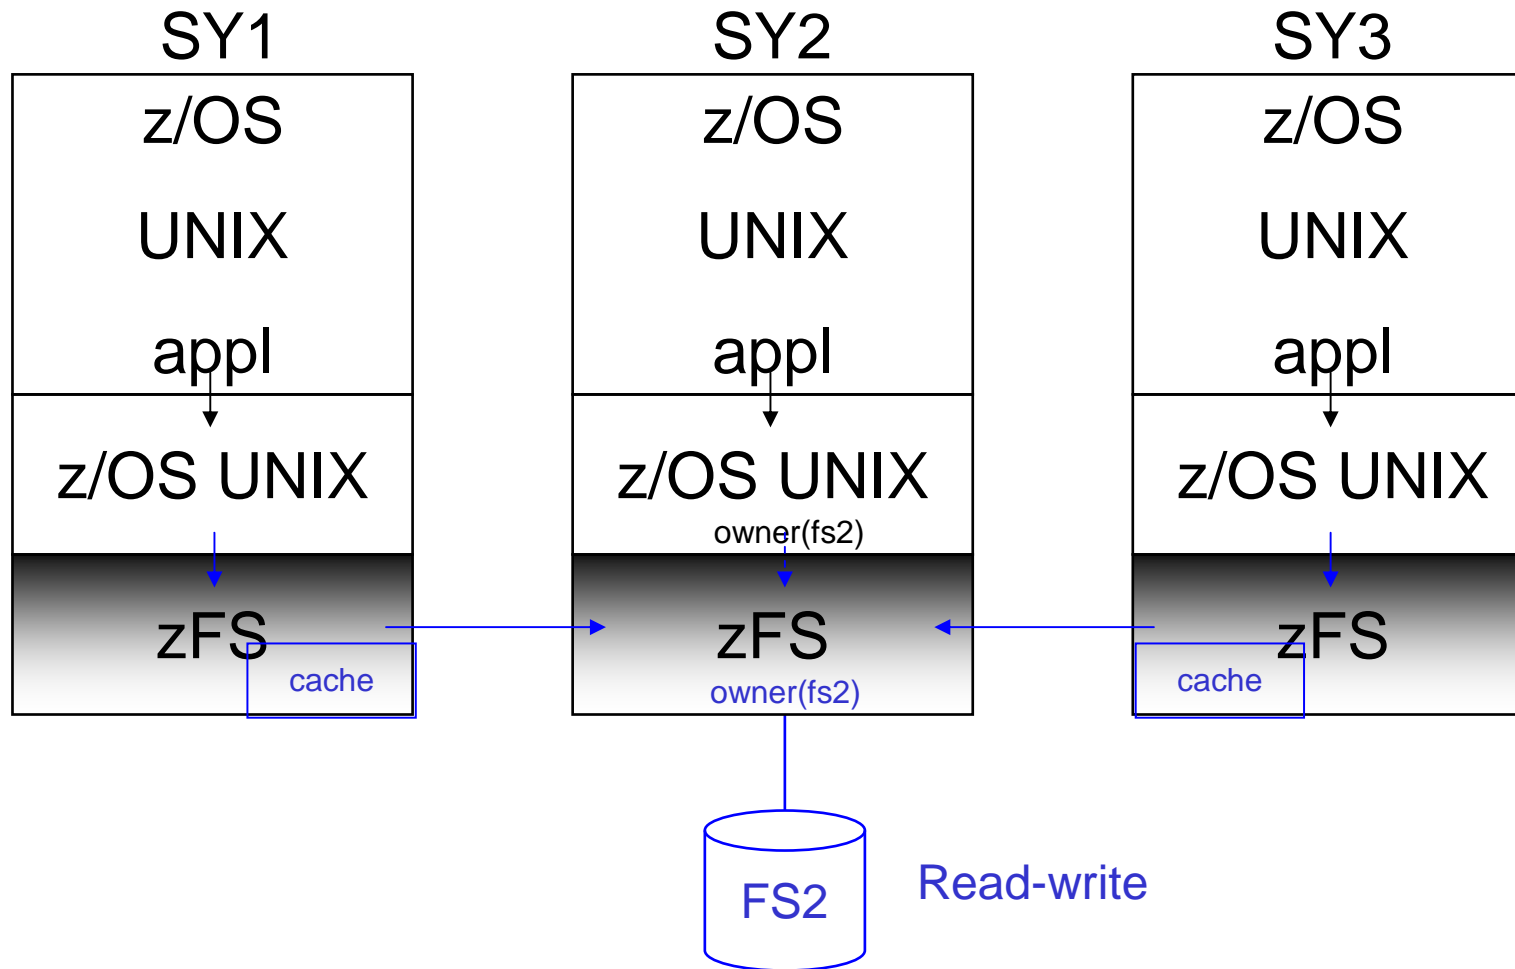 SY1
z/OS
UNIX
appl
z/OS UNIX
zFS
cache
SY2
z/OS
UNIX
appl
z/OS UNIX
owner(fs2)
zFS
owner(fs2)
SY3
z/OS
UNIX
appl
z/OS UNIX
zFS
cache
FS2
Read-write